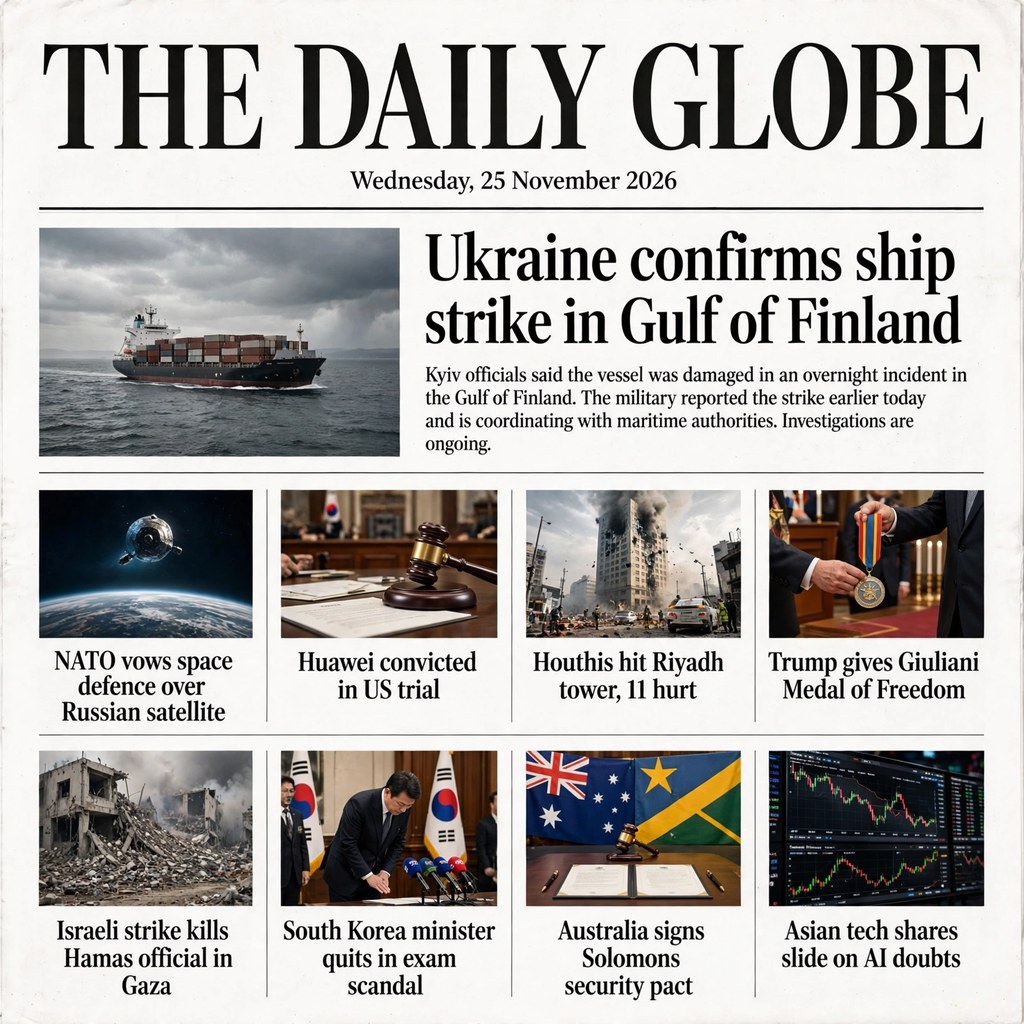 THE DAILY GLOBE
Wednesday, 25 November 2026
Ukraine confirms ship
strike in Gulf of Finland
Kyiv officials said the vessel was damaged in an overnight incident in
the Gulf of Finland. The military reported the strike earlier today
and is coordinating with maritime authorities. Investigations are
ongoing.
NATO vows space
defence over
Russian satellite
Huawei convicted
in US trial
Houthis hit Riyadh
tower, 11 hurt
Trump gives Giuliani
Medal of Freedom
Israeli strike kills
Hamas official in
Gaza
South Korea minister
quits in exam
scandal
Australia signs
Solomons
security pact
Asian tech shares
slide on AI doubts